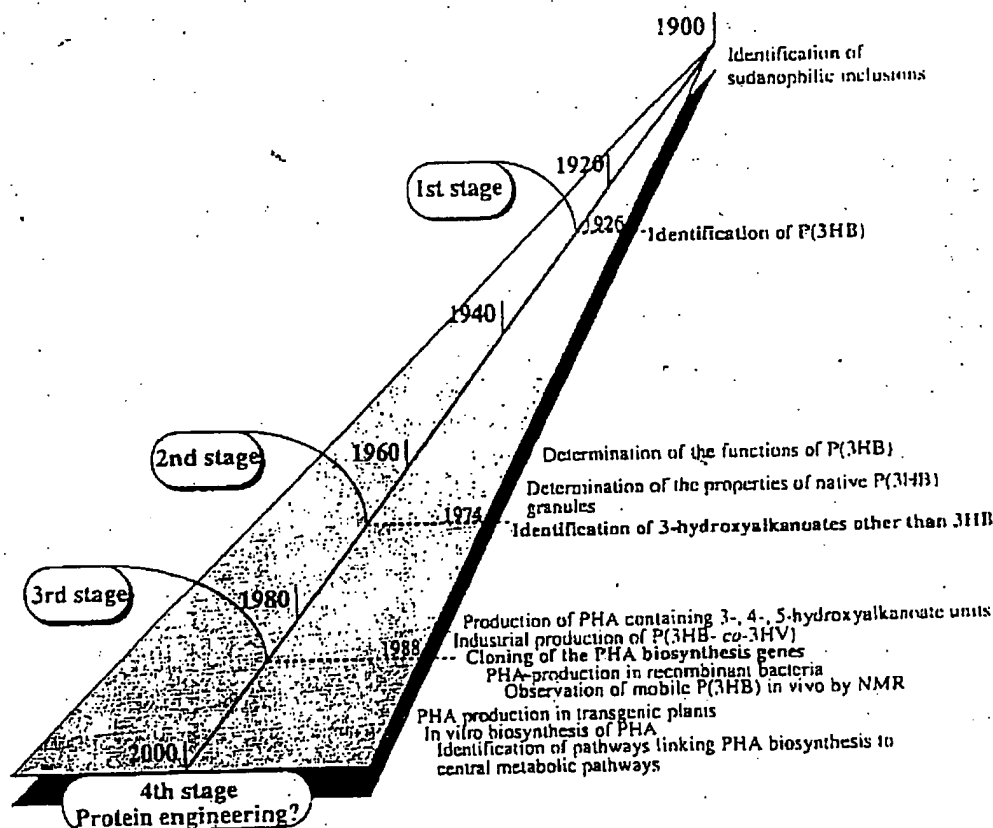 1900
Identification of
sudanophilic inclusions
1920
1st stage
1926
Identification of P(3HB)
1940
2nd stage
1960
Determination of the functions of P(3HB)
Determination of the properties of native P(3HB)
granules
1974
Identification of 3-hydroxyalkanoates other than 3HB
3rd stage
1980
Production of PHA containing 3-, 4-, 5-hydroxyalkanoate units
Indusirial production of P(3HB- co-3HV)
1988
Cloning of the PHA biosynthesis genes
PHA-production in recombinant bacteria
Observation of mobile P(3HB) in vivo by NMR
PHA production in transgenic plants
In vitro biosynthesis of PHA
Identification of pathways linking PHA biosynthesis to
central metabolic pathways
2000
4th stage
Protein engineering?